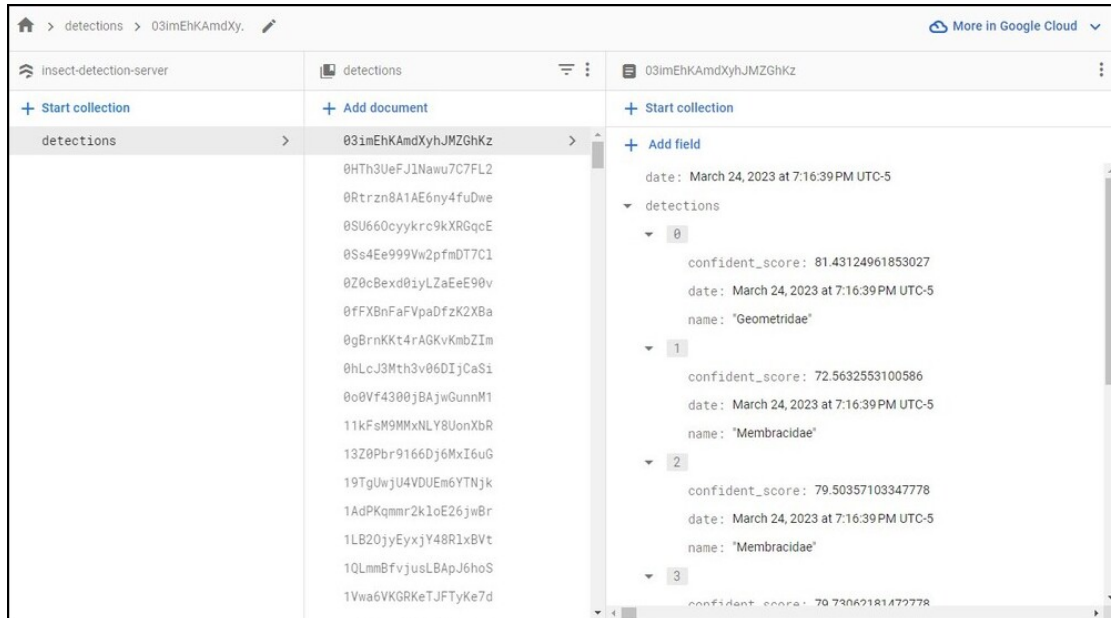 detections > 03imEhKAmdXy.
More in Google Cloud
insect-detection-server
+ Start collection
detections
detections
+ Add document
03imEhKAmdXyhJMZGhKz
0HTh3UeFJlNawu7C7FL2
0Rtrzn8A1AE6ny4fuDwe
0SU66Ocyykrc9kXRGqcE
0Ss4Ee999Vw2pfmDT7Cl
0Z0cBexd0iyLZaEeE90v
0fFXBnFaFVpaDfzK2XBa
0gBrnKKt4rAGKvKmbZIm
0hLcJ3Mth3v06DIjCaSi
0o0Vf4300jBAjwGunnM1
11kFsM9MMxNLY8UonXbR
13Z0Pbr9166Dj6MxI6uG
19TgUwjU4VDUEm6YTNjk
1AdPKqmmr2kloE26jwBr
1LB2OjyEyxjY48RlxBVt
1QLmmBfvjusLBApJ6hoS
1Vwa6VKGRKeTJFTyKe7d
03imEhKAmdXyhJMZGhKz
+ Start collection
+ Add field
date: March 24, 2023 at 7:16:39 PM UTC-5
detections
0
confident_score: 81.43124961853027
date: March 24, 2023 at 7:16:39 PM UTC-5
name: "Geometridae"
1
confident_score: 72.5632553100586
date: March 24, 2023 at 7:16:39 PM UTC-5
name: "Membracidae"
2
confident_score: 79.50357103347778
date: March 24, 2023 at 7:16:39 PM UTC-5
name: "Membracidae"
3
confident_score: 79.73062181472778